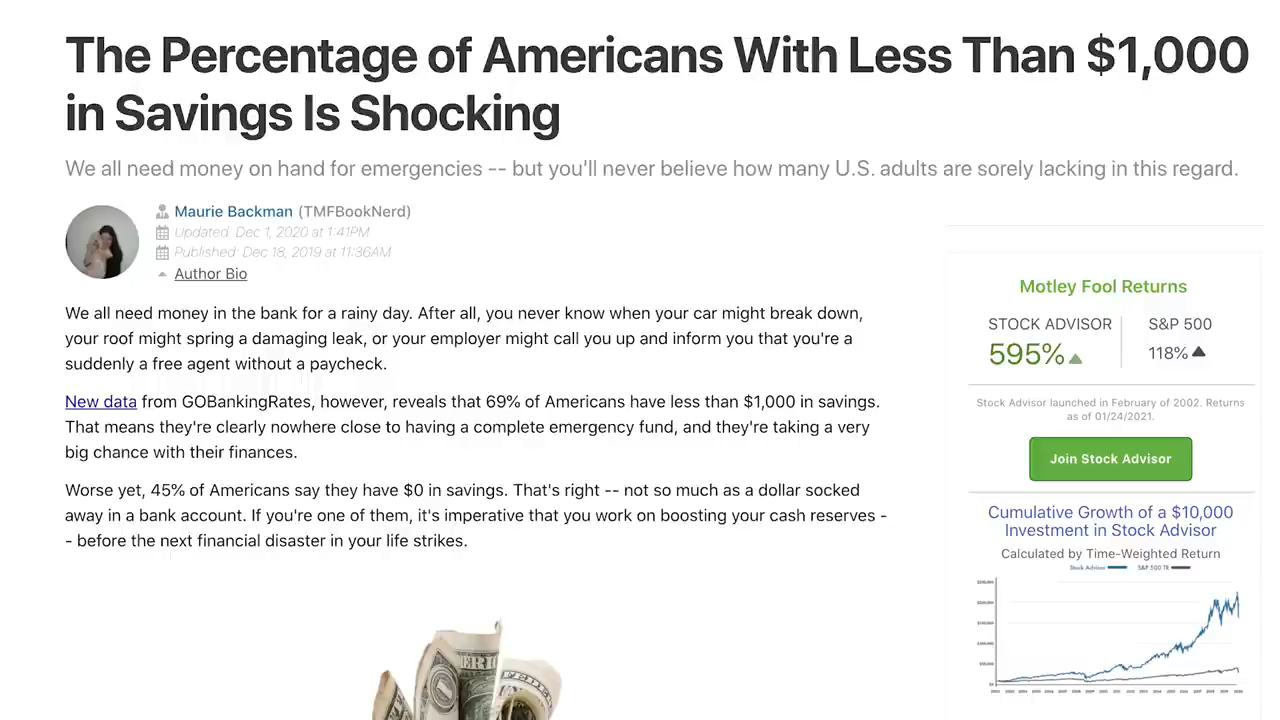 The Percentage of Americans With Less Than $1,000
in Savings Is Shocking
We all need money on hand for emergencies -- but you'll never believe how many U.S. adults are sorely lacking in this regard.
Maurie Backman (TMFBookNerd)
Updated: Dec 1, 2020 at 1:41PM
Published: Dec 18, 2019 at 11:36AM
Author Bio
We all need money in the bank for a rainy day. After all, you never know when your car might break down,
your roof might spring a damaging leak, or your employer might call you up and inform you that you're a
suddenly a free agent without a paycheck.
New data from GOBankingRates, however, reveals that 69% of Americans have less than $1,000 in savings.
That means they're clearly nowhere close to having a complete emergency fund, and they're taking a very
big chance with their finances.
Worse yet, 45% of Americans say they have $0 in savings. That's right -- not so much as a dollar socked
away in a bank account. If you're one of them, it's imperative that you work on boosting your cash reserves -
- before the next financial disaster in your life strikes.
Motley Fool Returns
STOCK ADVISOR
S&P 500
595%
118%
Stock Advisor launched in February of 2002. Returns
as of 01/24/2021.
Join Stock Advisor
Cumulative Growth of a $10,000
Investment in Stock Advisor
Calculated by Time-Weighted Return
Stock Advisor
S&P 500 TR